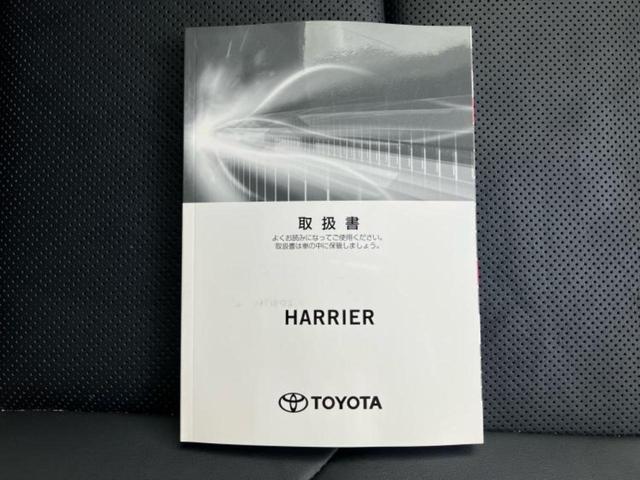 取扱書
よくお読みになってご使用ください。
取扱書は車の中に保管しましょう。
HARRIER
TOYOTA